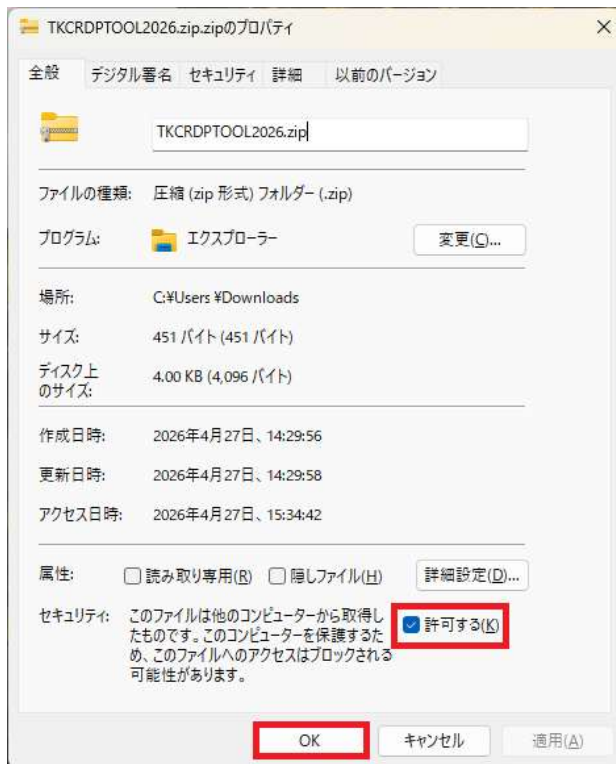 TKCRDPTOOL2026.zip.zipのプロパティ
全般 デジタル署名 セキュリティ 詳細 以前のバージョン
TKCRDPTOOL2026.zip
ファイルの種類: 圧縮 (zip 形式) フォルダー (.zip)
プログラム: エクスプローラー 変更(C)...
場所: C:¥Users ¥Downloads
サイズ: 451 バイト (451 バイト)
ディスク上
のサイズ: 4.00 KB (4,096 バイト)
作成日時: 2026年4月27日、14:29:56
更新日時: 2026年4月27日、14:29:58
アクセス日時: 2026年4月27日、15:34:42
属性: 読み取り専用(R) 隠しファイル(H) 詳細設定(D)...
セキュリティ: このファイルは他のコンピューターから取得し
たものです。このコンピューターを保護するた
め、このファイルへのアクセスはブロックされる
可能性があります。
許可する(K)
OK キャンセル 適用(A)